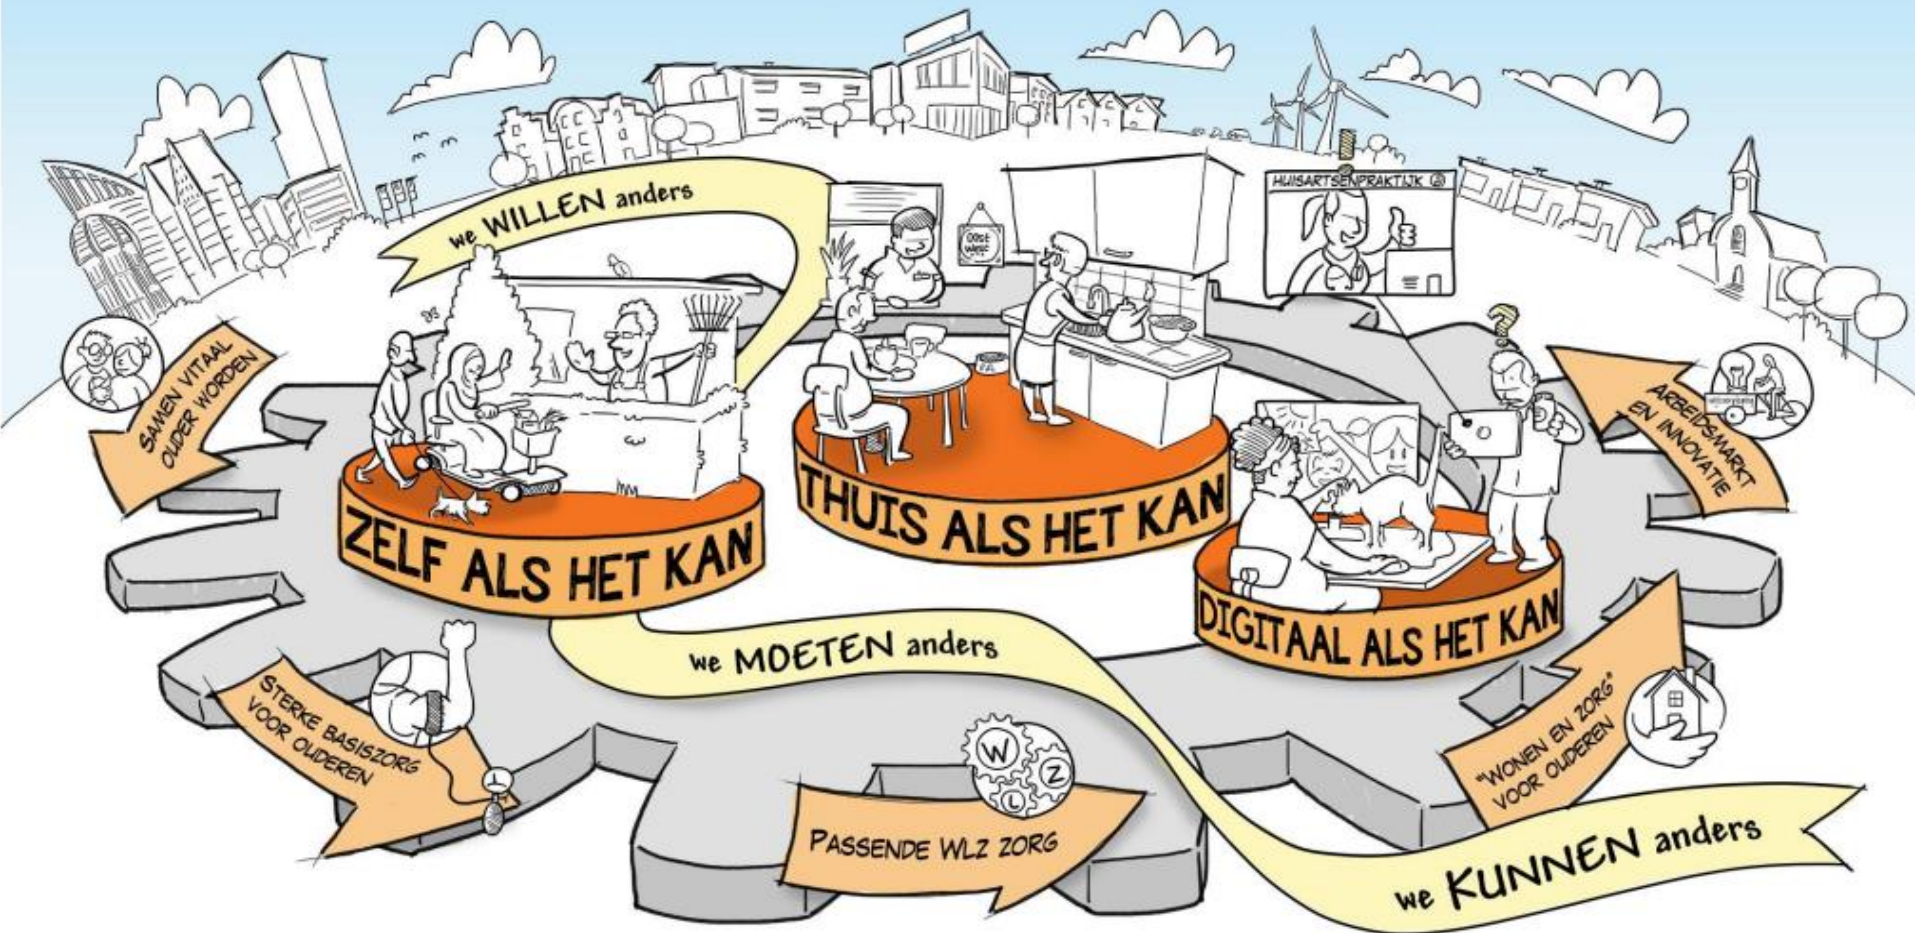 we WILLEN anders
HUISARTSENPRAKTIJK
OOST
WEST
SAMEN VITAAL
OUDER WORDEN
ARBEIDSMARKT
EN INNOVATIE
ZELF ALS HET KAN
THUIS ALS HET KAN
DIGITAAL ALS HET KAN
we MOETEN anders
STERKE BASISZORG
VOOR OUDEREN
W
Z
L
PASSENDE WLZ ZORG
"WONEN EN ZORG"
VOOR OUDEREN
we KUNNEN anders